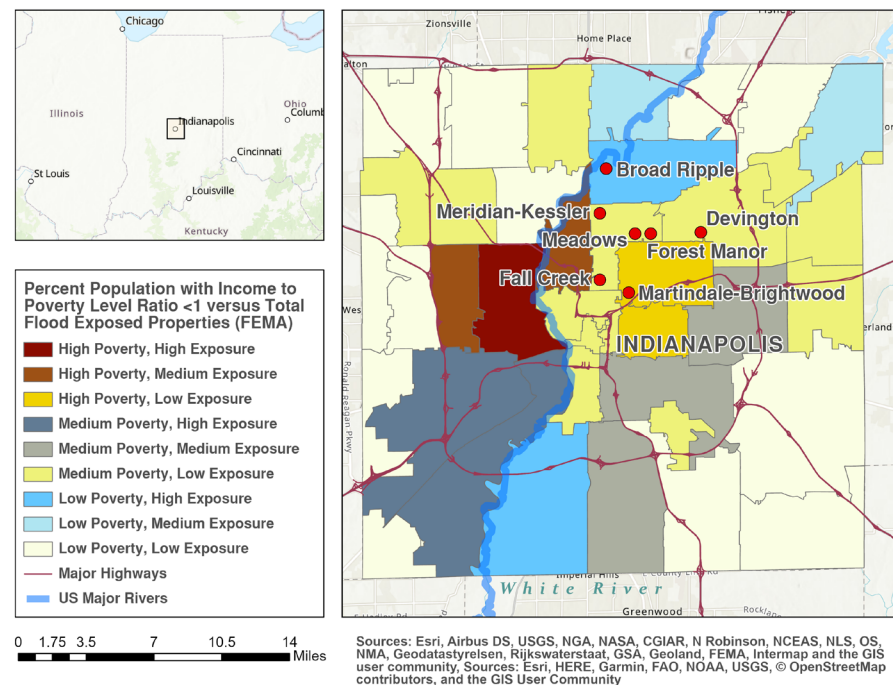 Chicago
Illinois
Ohio
Indianapolis
Columb
Cincinnati
St Louis
Louisville
Kentucky
Percent Population with Income to
Poverty Level Ratio <1 versus Total
Flood Exposed Properties (FEMA)
High Poverty, High Exposure
High Poverty, Medium Exposure
High Poverty, Low Exposure
Medium Poverty, High Exposure
Medium Poverty, Medium Exposure
Medium Poverty, Low Exposure
Low Poverty, High Exposure
Low Poverty, Medium Exposure
Low Poverty, Low Exposure
Major Highways
US Major Rivers
0 1.75 3.5 7 10.5 14
Miles
Zionsville
Home Place
alton
Broad Ripple
Meridian-Kessler
Devington
Meadows
Forest Manor
Fall Creek
Martindale-Brightwood
Wes
erland
INDIANAPOLIS
Ronald Reagan Pkwy
Imperial Hills
E County Line Rd
White River
Greenwood
Sources: Esri, Airbus DS, USGS, NGA, NASA, CGIAR, N Robinson, NCEAS, NLS, OS,
NMA, Geodatastyrelsen, Rijkswaterstaat, GSA, Geoland, FEMA, Intermap and the GIS
user community, Sources: Esri, HERE, Garmin, FAO, NOAA, USGS, © OpenStreetMap
contributors, and the GIS User Community